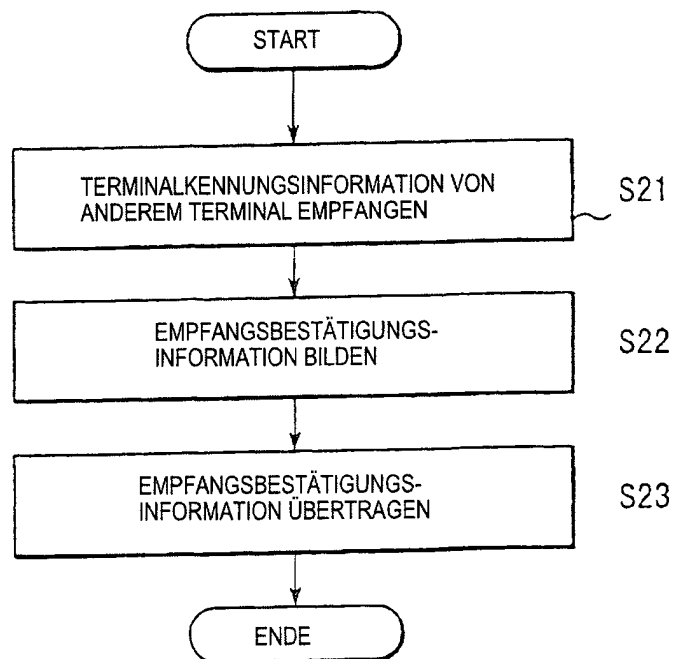 START
TERMINALKENNUNGSINFORMATION VON
ANDEREM TERMINAL EMPFANGEN
S21
EMPFANGSBESTÄTIGUNGS-
INFORMATION BILDEN
S22
EMPFANGSBESTÄTIGUNGS-
INFORMATION ÜBERTRAGEN
S23
ENDE